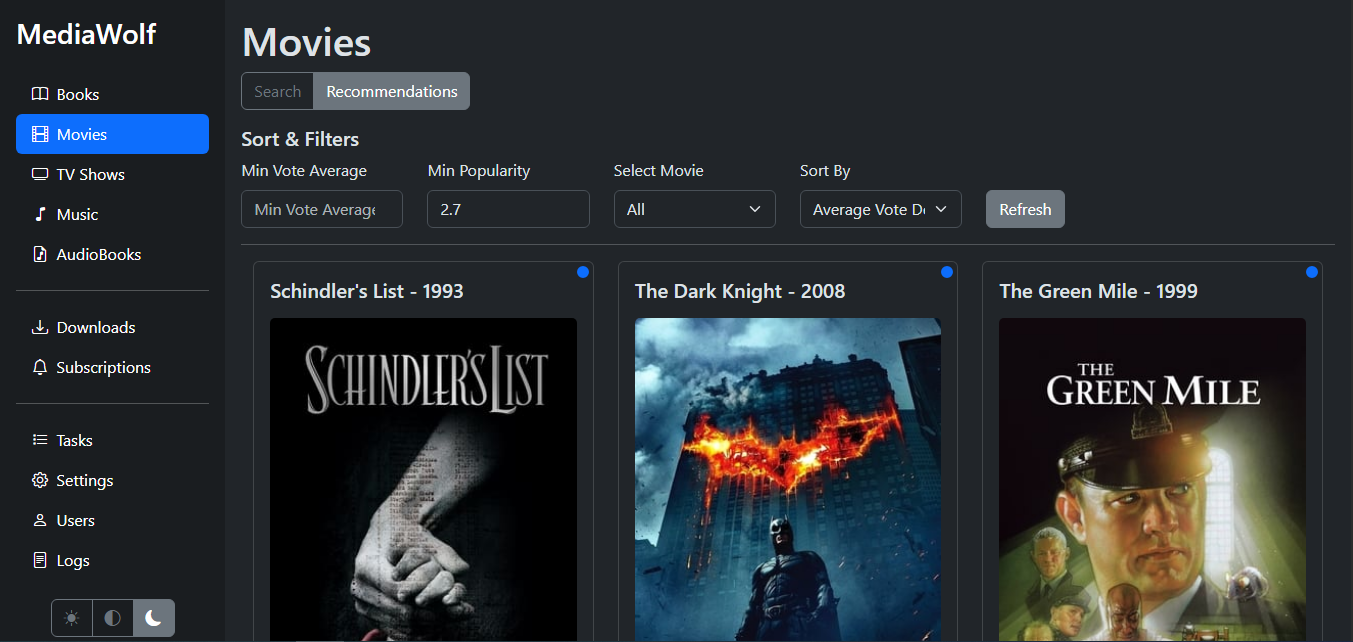 MediaWolf
Books
Movies
TV Shows
Music
AudioBooks
Downloads
Subscriptions
Tasks
Settings
Users
Logs
Movies
Search Recommendations
Sort & Filters
Min Vote Average Min Popularity Select Movie Sort By
Min Vote Average 2.7 All Average Vote De Refresh
Schindler's List - 1993
SCHINDLER'S LIST
The Dark Knight - 2008
The Green Mile - 1999
THE
GREEN MILE